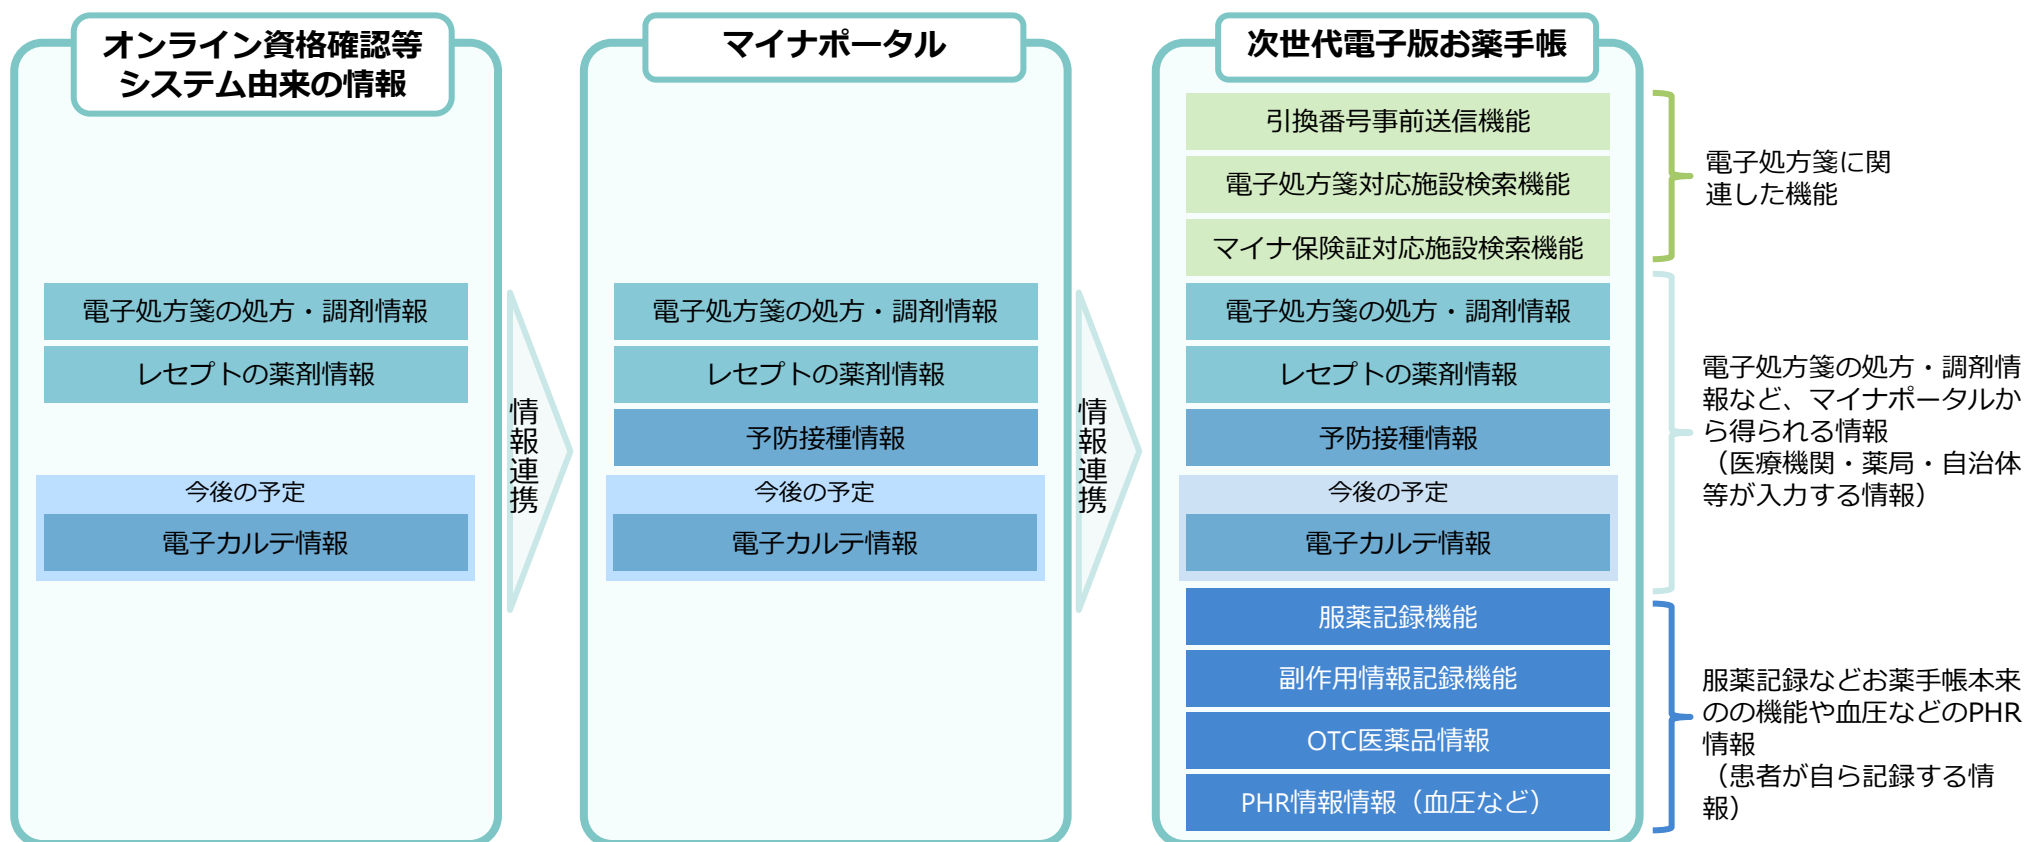 オンライン資格確認等
システム由来の情報
電子処方箋の処方・調剤情報
レセプトの薬剤情報
今後の予定
電子カルテ情報
情報連携
マイナポータル
電子処方箋の処方・調剤情報
レセプトの薬剤情報
予防接種情報
今後の予定
電子カルテ情報
情報連携
次世代電子版お薬手帳
引換番号事前送信機能
電子処方箋対応施設検索機能
マイナ保険証対応施設検索機能
電子処方箋の処方・調剤情報
レセプトの薬剤情報
予防接種情報
今後の予定
電子カルテ情報
服薬記録機能
副作用情報記録機能
OTC医薬品情報
PHR情報情報（血圧など）
電子処方箋に関
連した機能
電子処方箋の処方・調剤情
報など、マイナポータルか
ら得られる情報
（医療機関・薬局・自治体
等が入力する情報）
服薬記録などお薬手帳本来
のの機能や血圧などのPHR
情報
（患者が自ら記録する情
報）